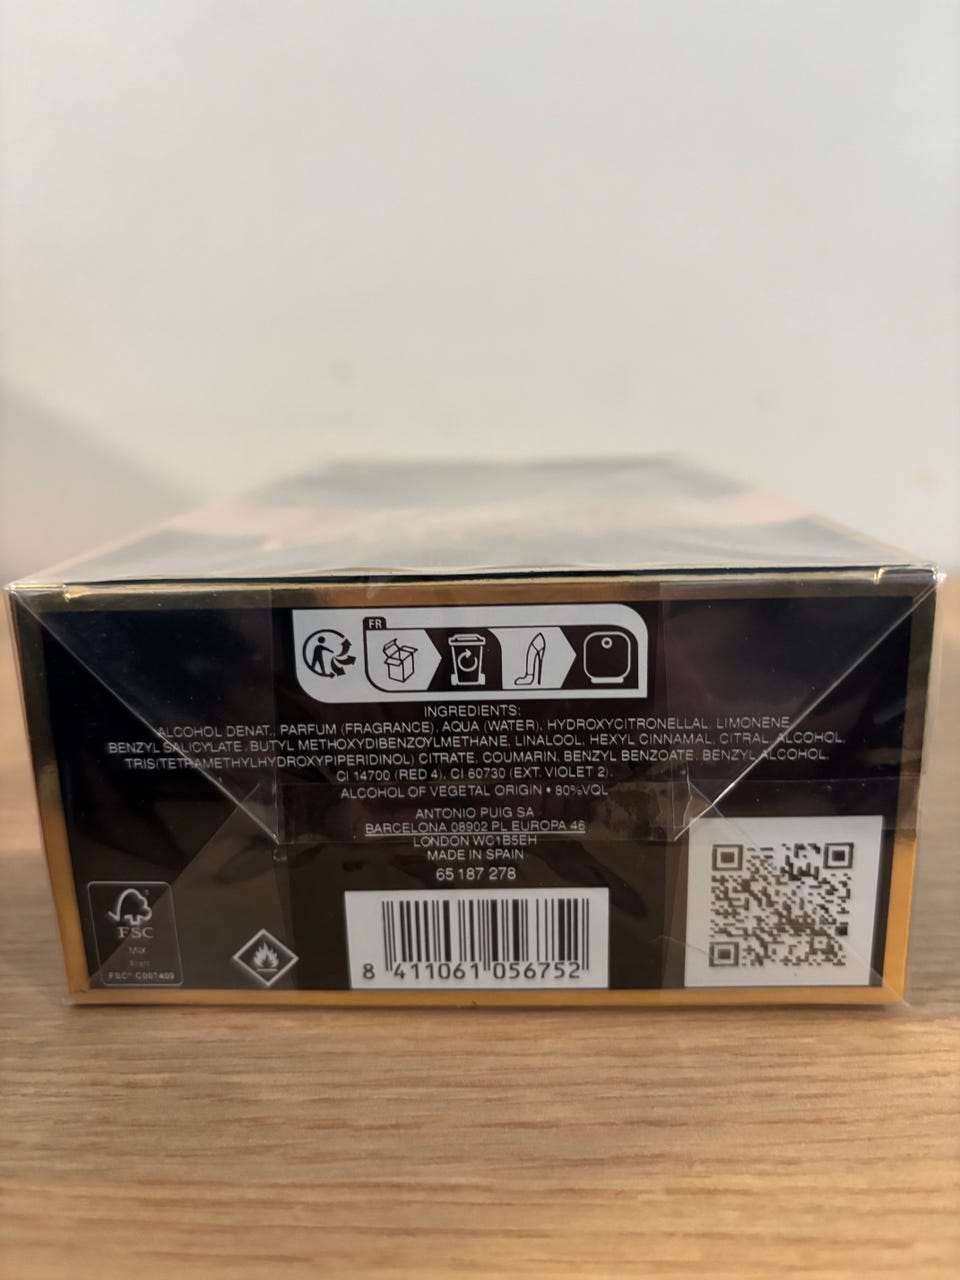 FR
INGREDIENTS:
ALCOHOL DENAT., PARFUM (FRAGRANCE), AQUA (WATER), HYDROXYCITRONELLAL, LIMONENE,
BENZYL SALICYLATE, BUTYL METHOXYDIBENZOYLMETHANE, LINALOOL, HEXYL CINNAMAL, CITRAL, ALCOHOL,
TRIS(TETRAMETHYLHYDROXYPIPERIDINOL) CITRATE, COUMARIN, BENZYL BENZOATE, BENZYL ALCOHOL,
CI 14700 (RED 4), CI 60730 (EXT. VIOLET 2).
ALCOHOL OF VEGETAL ORIGIN • 80%VOL
ANTONIO PUIG SA
BARCELONA 08902 PL EUROPA 46
LONDON WC1B5EH
MADE IN SPAIN
65 187 278
FSC
MIX
FSC® C007409
8 411061 056752